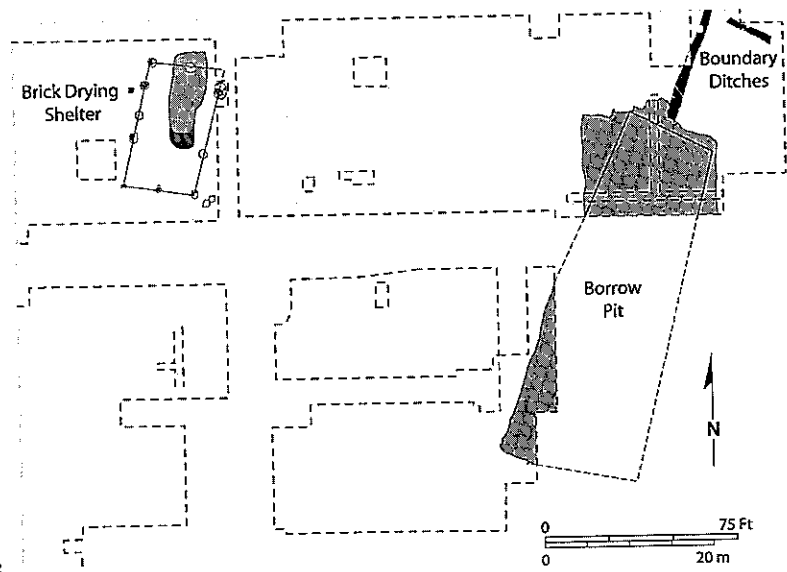 Brick Drying
Shelter
Boundary
Ditches
Borrow
Pit
N
0 75 Ft
0 20 m